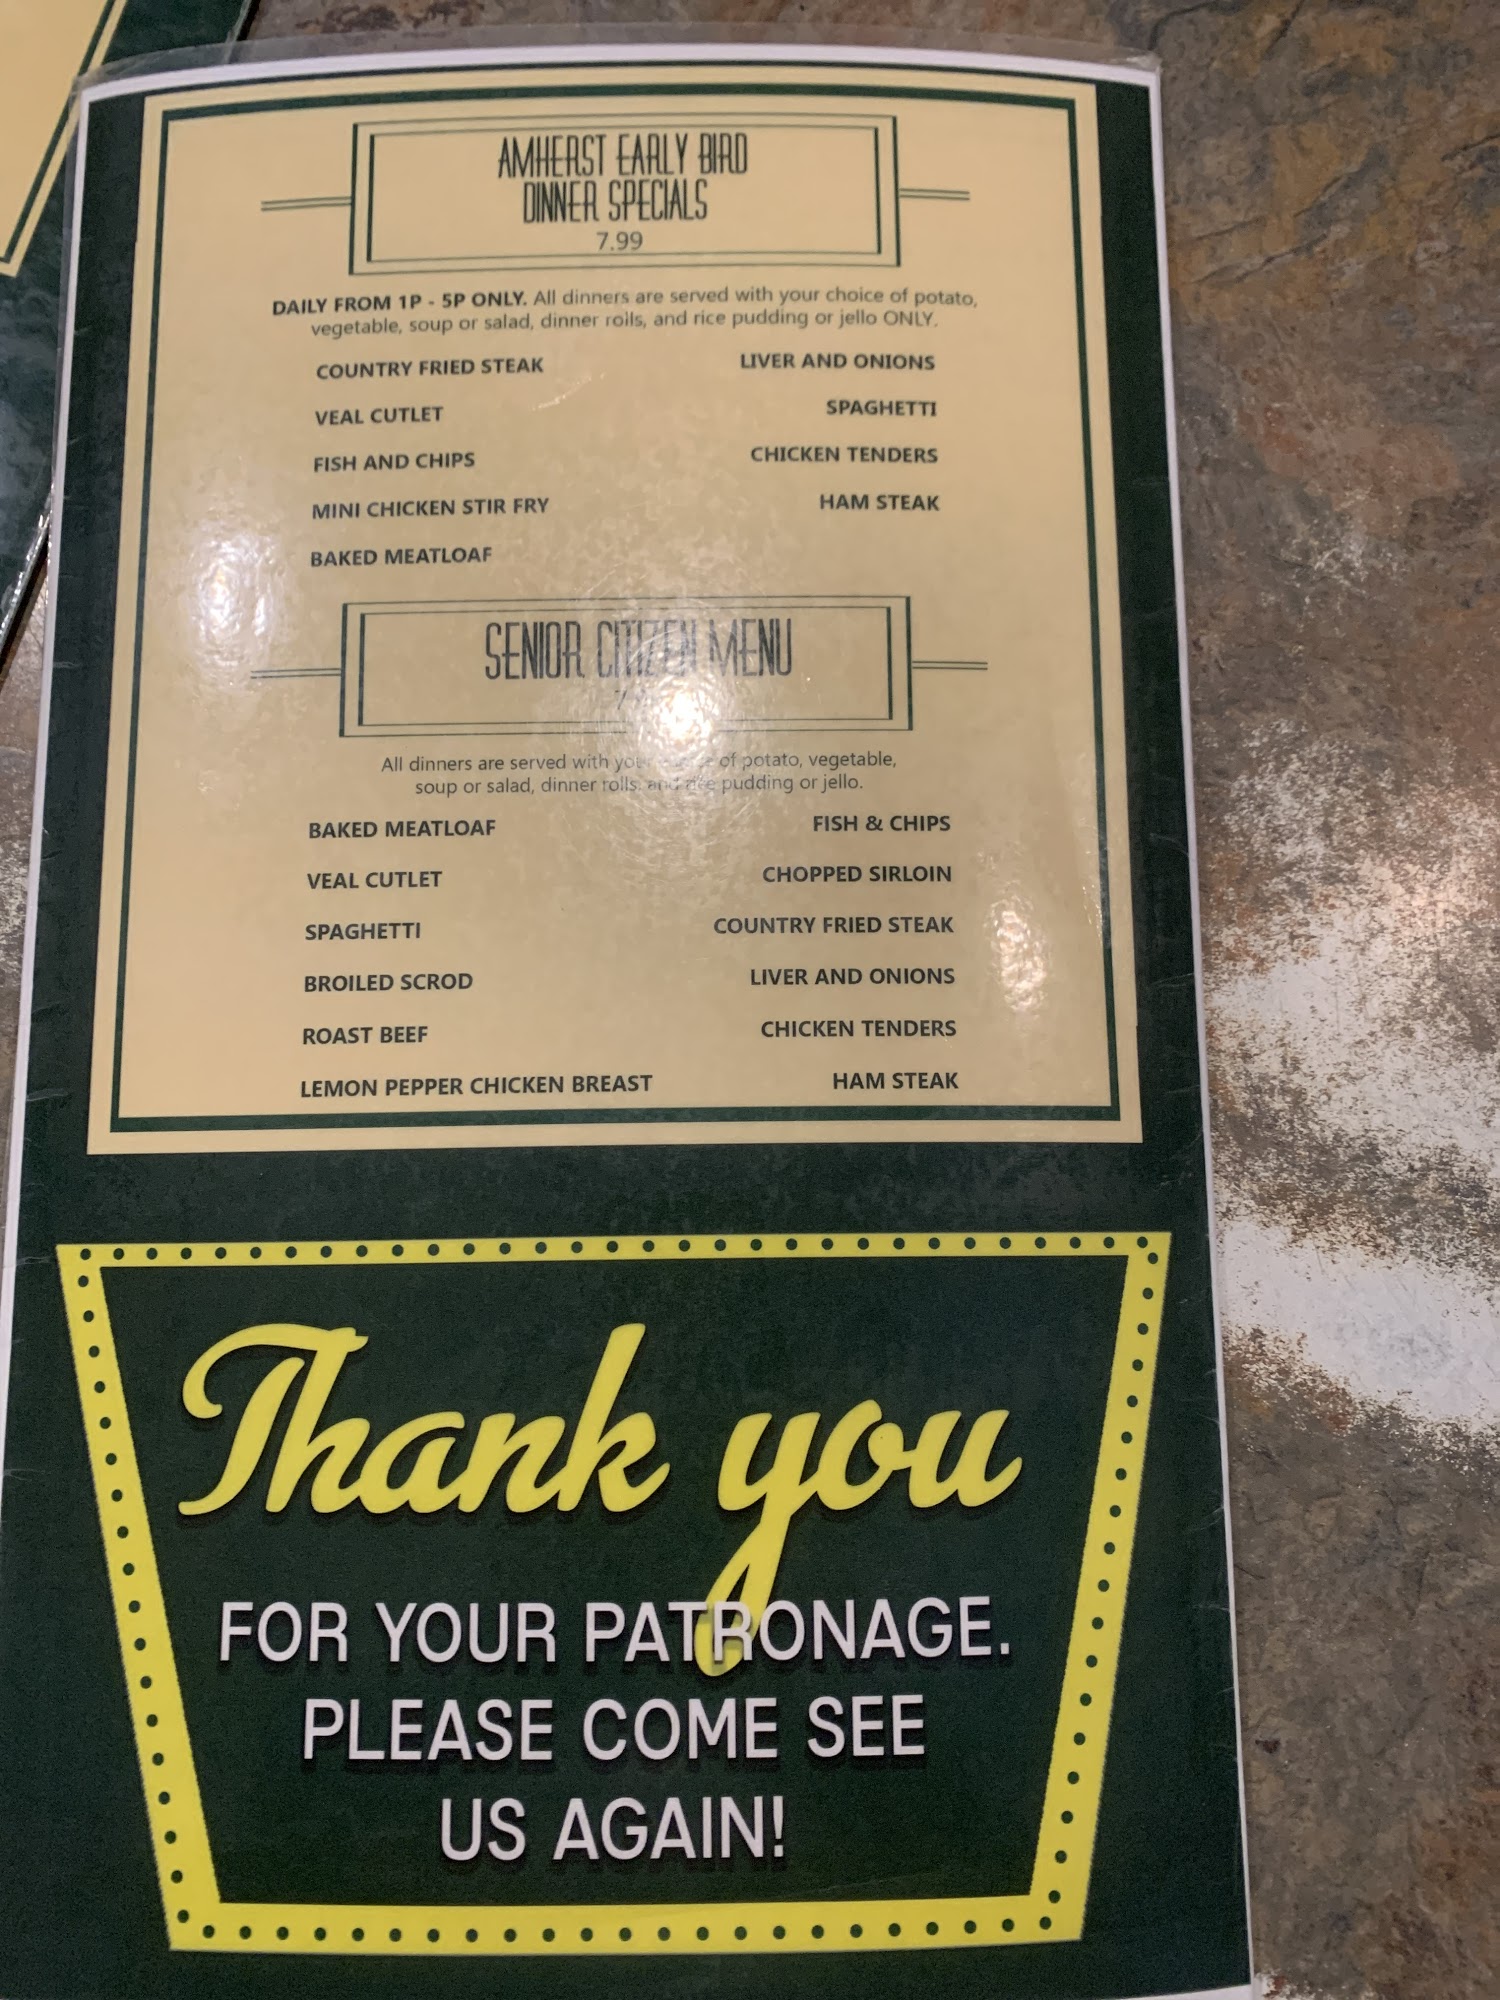 AMHERST EARLY BIRD
DINNER SPECIALS
7.99
DAILY FROM 1P - 5P ONLY. All dinners are served with your choice of potato,
vegetable, soup or salad, dinner rolls, and rice pudding or jello ONLY.
COUNTRY FRIED STEAK
LIVER AND ONIONS
VEAL CUTLET
SPAGHETTI
FISH AND CHIPS
CHICKEN TENDERS
MINI CHICKEN STIR FRY
HAM STEAK
BAKED MEATLOAF
SENIOR CITIZEN MENU
All dinners are served with your choice of potato, vegetable,
soup or salad, dinner rolls, and rice pudding or jello.
BAKED MEATLOAF
FISH & CHIPS
VEAL CUTLET
CHOPPED SIRLOIN
SPAGHETTI
COUNTRY FRIED STEAK
BROILED SCROD
LIVER AND ONIONS
ROAST BEEF
CHICKEN TENDERS
LEMON PEPPER CHICKEN BREAST
HAM STEAK
Thank you
FOR YOUR PATRONAGE.
PLEASE COME SEE
US AGAIN!